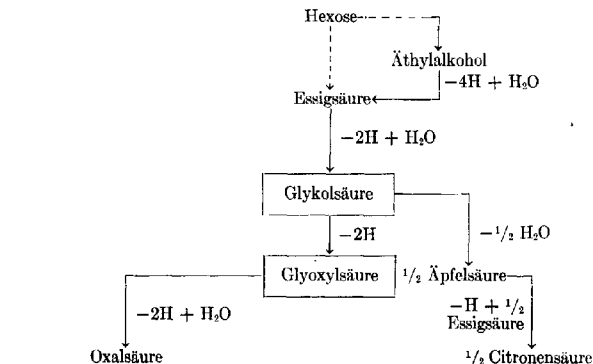 Hexose
Äthylalkohol
—4H + H₂O
Essigsäure
—2H + H₂O
Glykolsäure
—2H
—¹/₂ H₂O
Glyoxylsäure
¹/₂ Äpfelsäure
—2H + H₂O
—H + ¹/₂
Essigsäure
Oxalsäure
¹/₂ Citronensäure